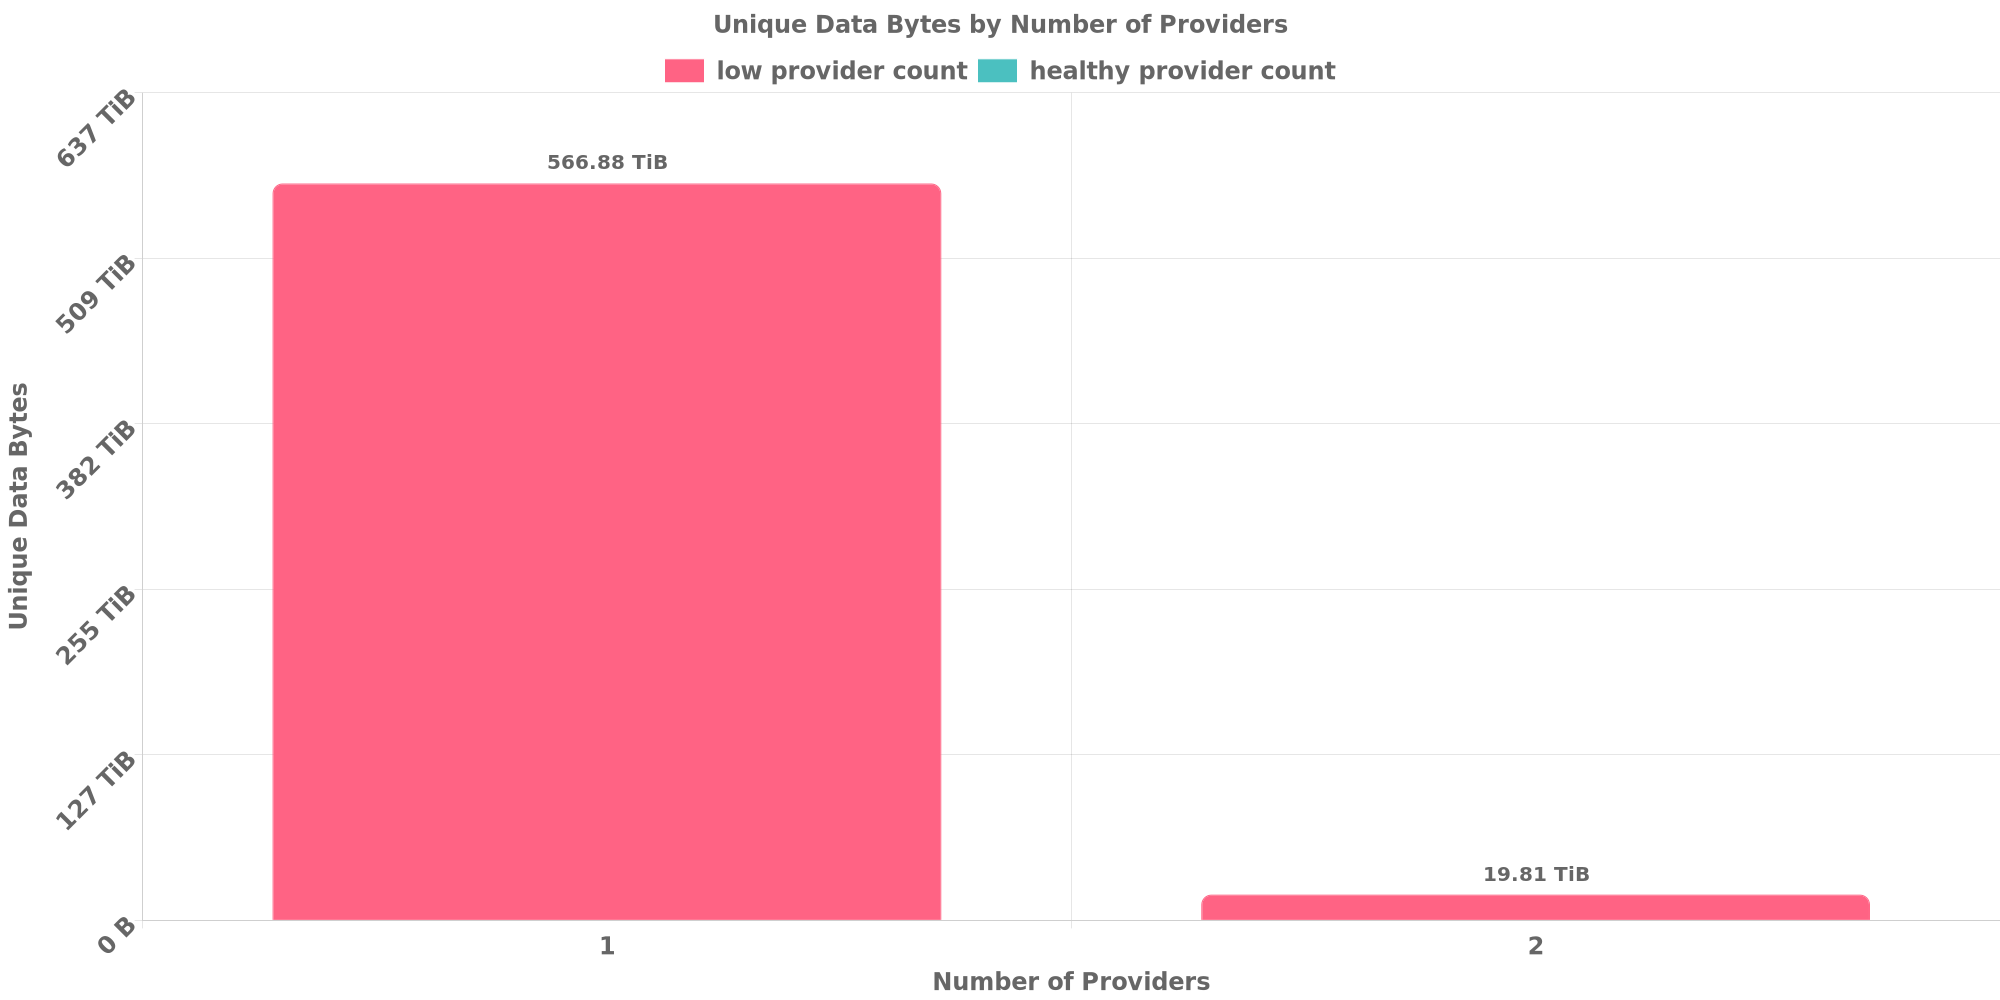 Unique Data Bytes by Number of Providers
low provider count healthy provider count
637 TiB
566.88 TiB
509 TiB
382 TiB
255 TiB
127 TiB
19.81 TiB
0 B
Unique Data Bytes
1 2
Number of Providers